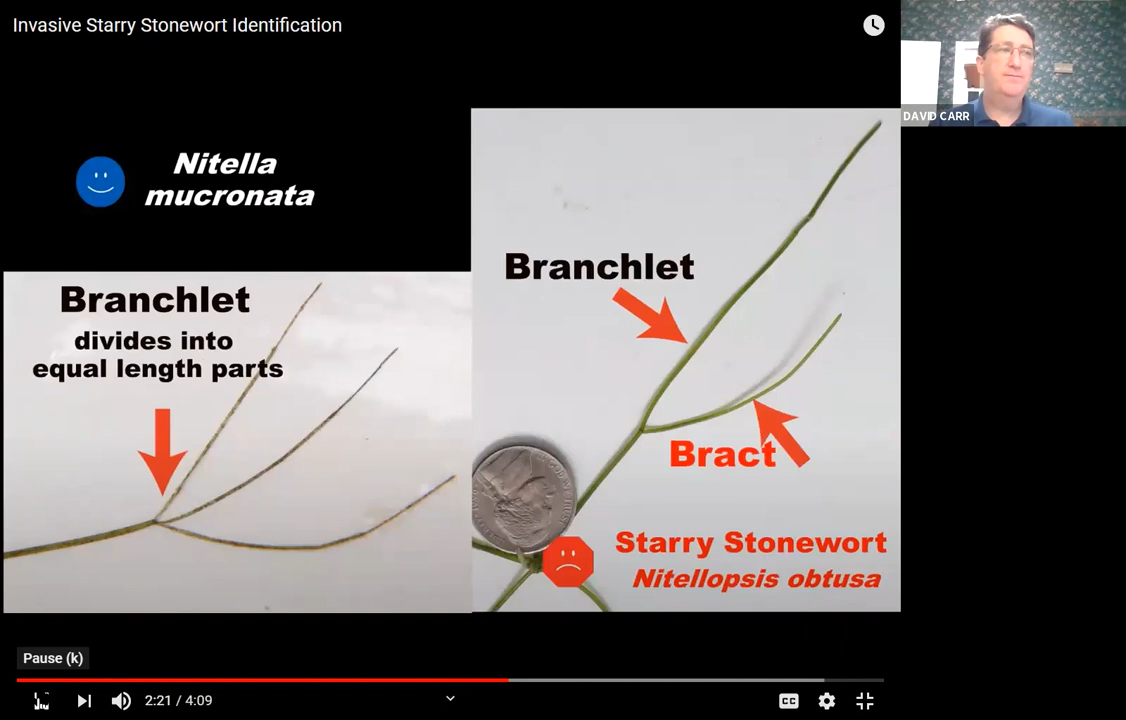 Invasive Starry Stonewort Identification
DAVID CARR
Nitella
mucronata
Branchlet
divides into
equal length parts
Branchlet
Bract
Starry Stonewort
Nitellopsis obtusa
Pause (k)
2:21 / 4:09
CC